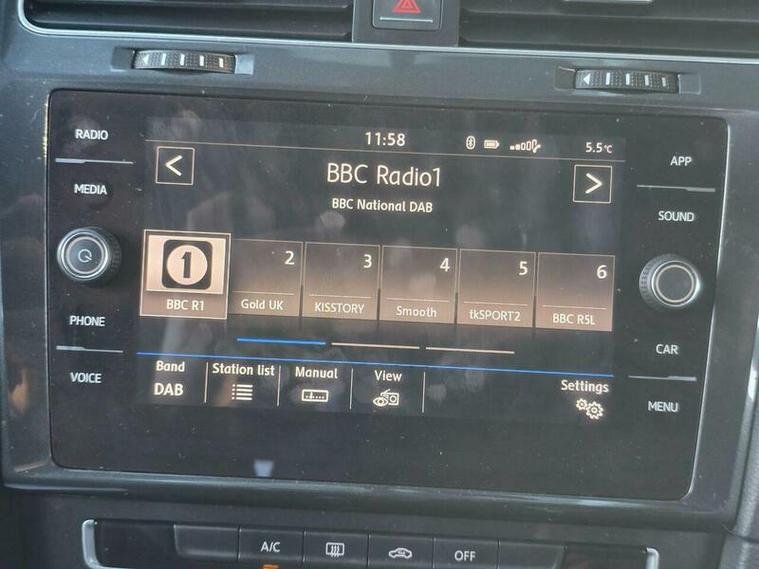 RADIO
MEDIA
PHONE
VOICE
11:58
5.5°C
<
BBC Radio1
>
BBC National DAB
1
BBC R1
2
Gold UK
3
KISSTORY
4
Smooth
5
tkSPORT2
6
BBC R5L
Band
DAB
Station list
Manual
View
Settings
APP
SOUND
CAR
MENU
A/C
OFF